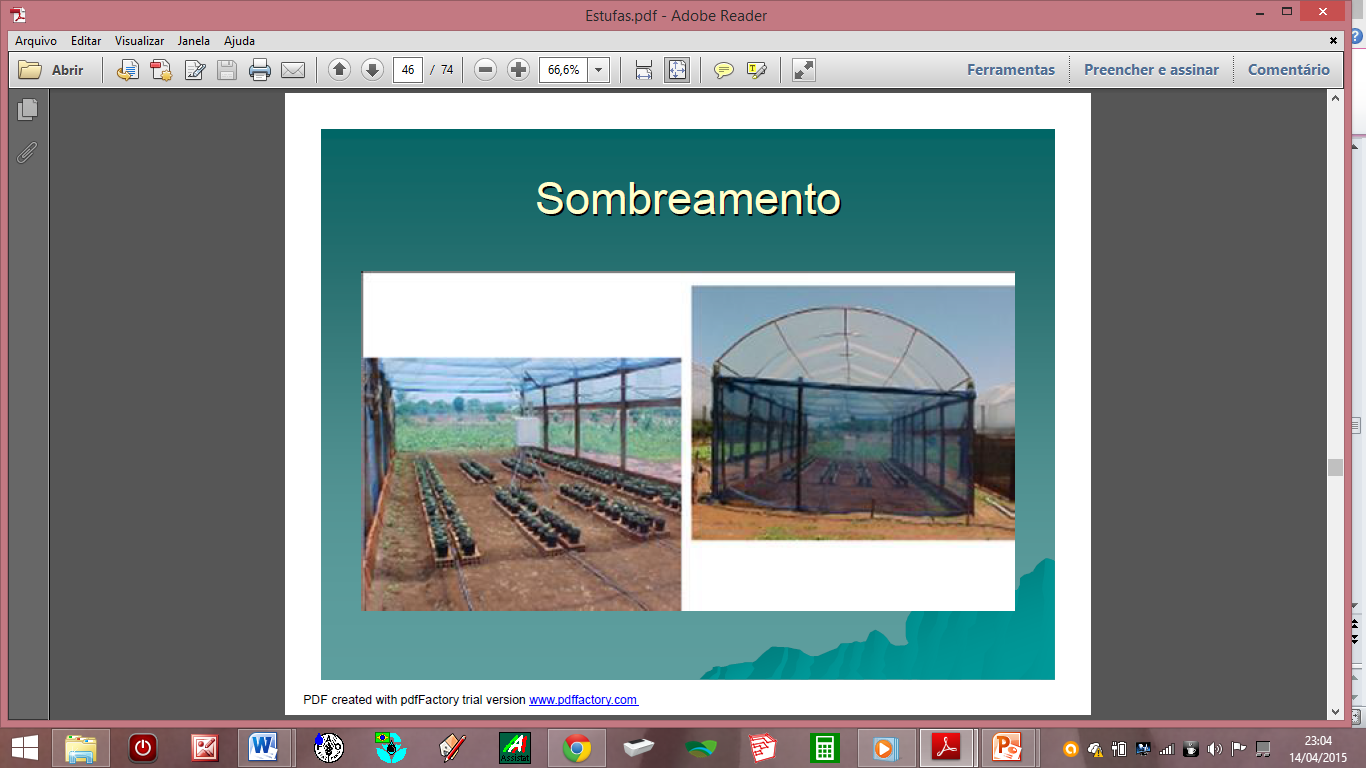 Estufas.pdf - Adobe Reader
Arquivo Editar Visualizar Janela Ajuda
Abrir 46 / 74 66,6% Ferramentas Preencher e assinar Comentário
Sombreamento
PDF created with pdfFactory trial version www.pdffactory.com
Assistat
23:04
14/04/2015